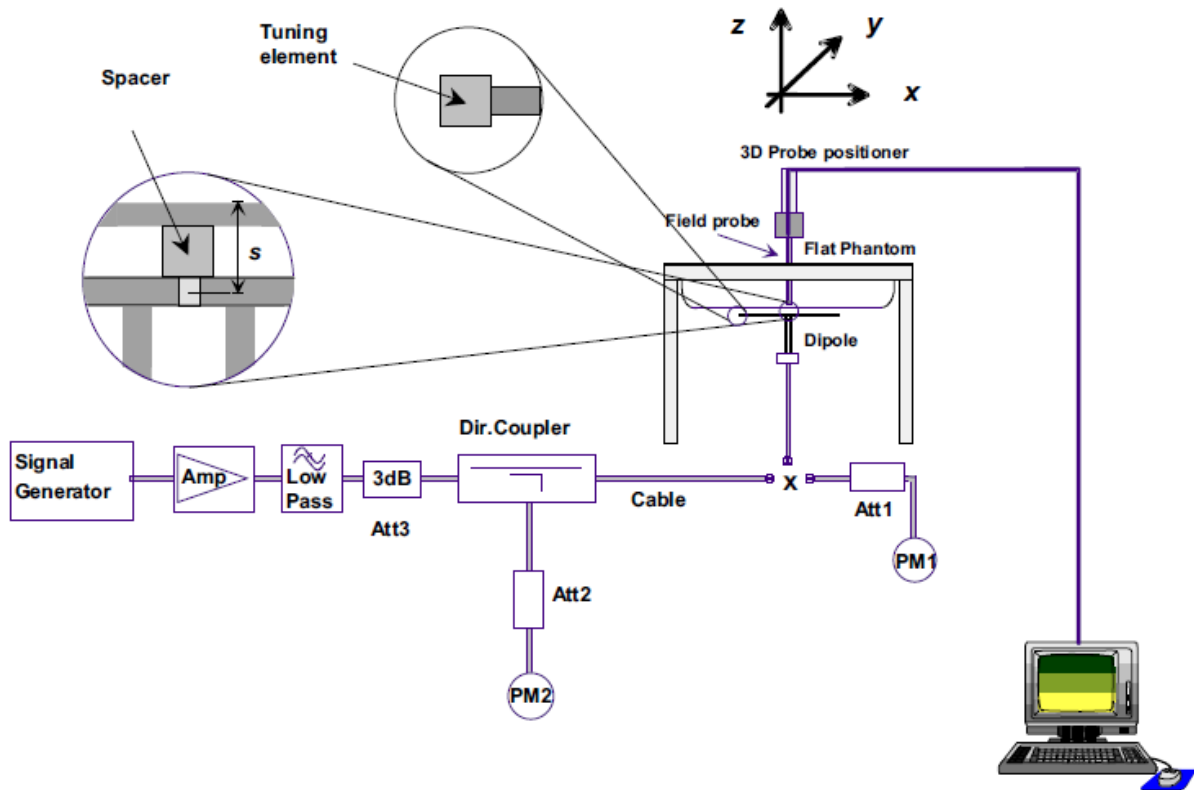 Tuning
element
Spacer
s
z
y
x
3D Probe positioner
Field probe
Flat Phantom
Dipole
Dir.Coupler
Signal
Generator
Amp
Low
Pass
3dB
Att3
Cable
X
Att1
PM1
Att2
PM2